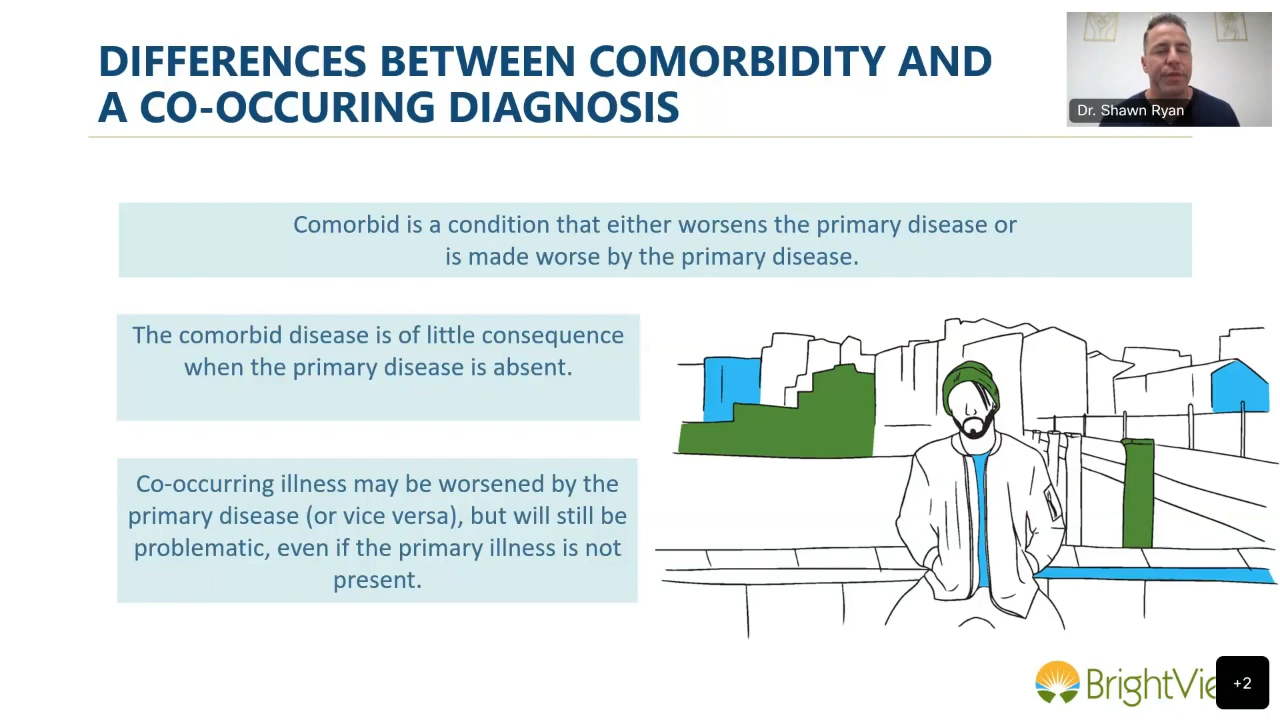 DIFFERENCES BETWEEN COMORBIDITY AND
A CO-OCCURING DIAGNOSIS
Dr. Shawn Ryan
Comorbid is a condition that either worsens the primary disease or
is made worse by the primary disease.
The comorbid disease is of little consequence
when the primary disease is absent.
Co-occurring illness may be worsened by the
primary disease (or vice versa), but will still be
problematic, even if the primary illness is not
present.
BrightVie
+2